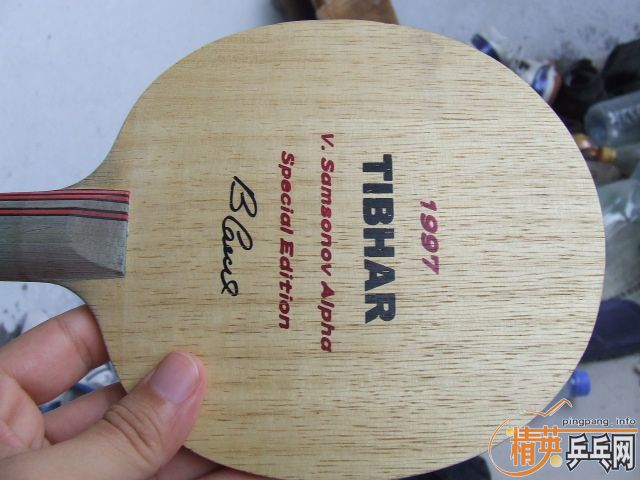 1997
TIBHAR
V. Samsonov Alpha
Special Edition
pingpang.info
精英乒乓网